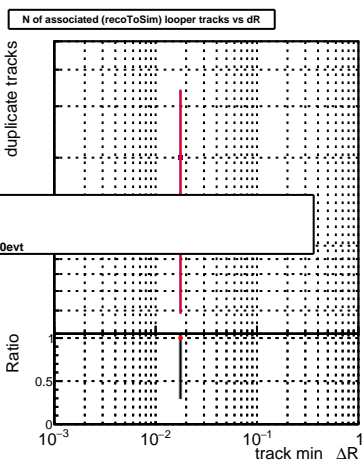 N of associated (recoToSim) looper tracks vs dR
duplicate tracks
0evt
Ratio
1
0.5
0
10⁻³ 10⁻² 10⁻¹ 1
track min ΔR